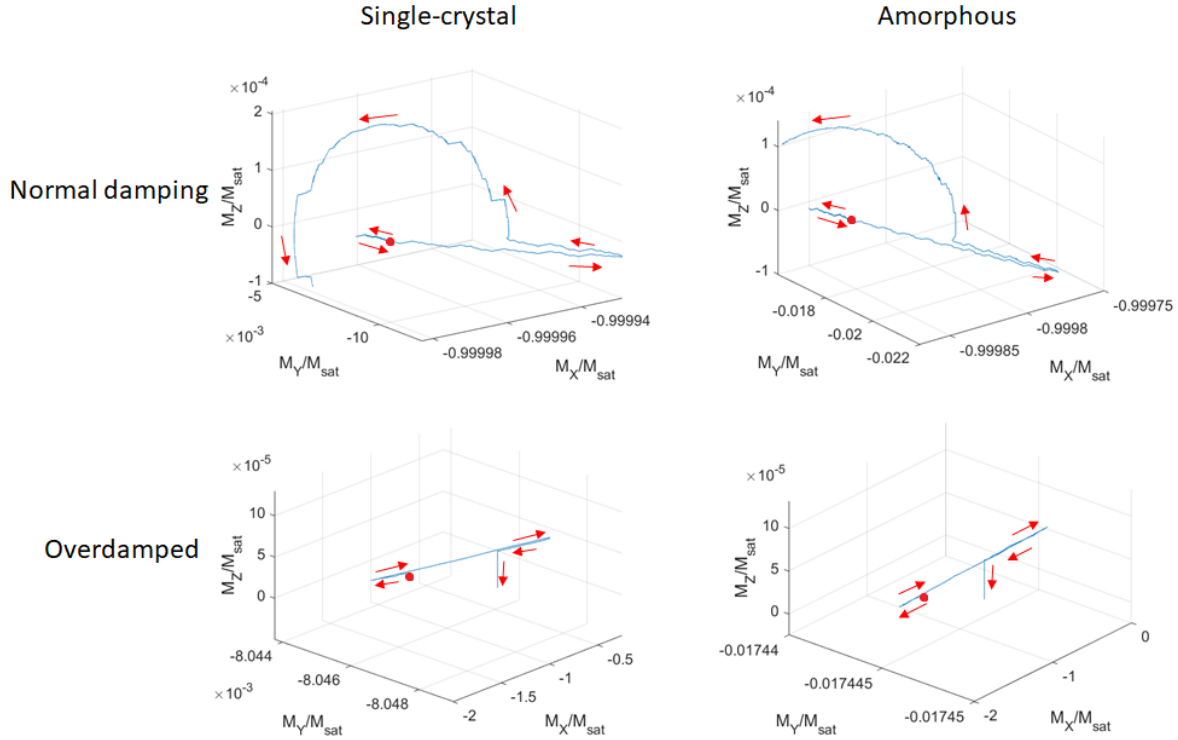 Single-crystal
Amorphous
Normal damping
Overdamped
×10⁻⁴
2
1
0
-1
M_Z/M_sat
-5
-10
×10⁻³
M_Y/M_sat
-0.99998
-0.99996
-0.99994
M_X/M_sat
×10⁻⁴
1
0
-1
M_Z/M_sat
-0.018
-0.02
-0.022
M_Y/M_sat
-0.99985
-0.9998
-0.99975
M_X/M_sat
×10⁻⁵
10
5
0
M_Z/M_sat
-8.044
-8.046
-8.048
×10⁻³
M_Y/M_sat
-2
-1.5
-1
-0.5
M_X/M_sat
×10⁻⁵
10
5
0
M_Z/M_sat
-0.01744
-0.017445
-0.01745
M_Y/M_sat
-2
-1
0
M_X/M_sat